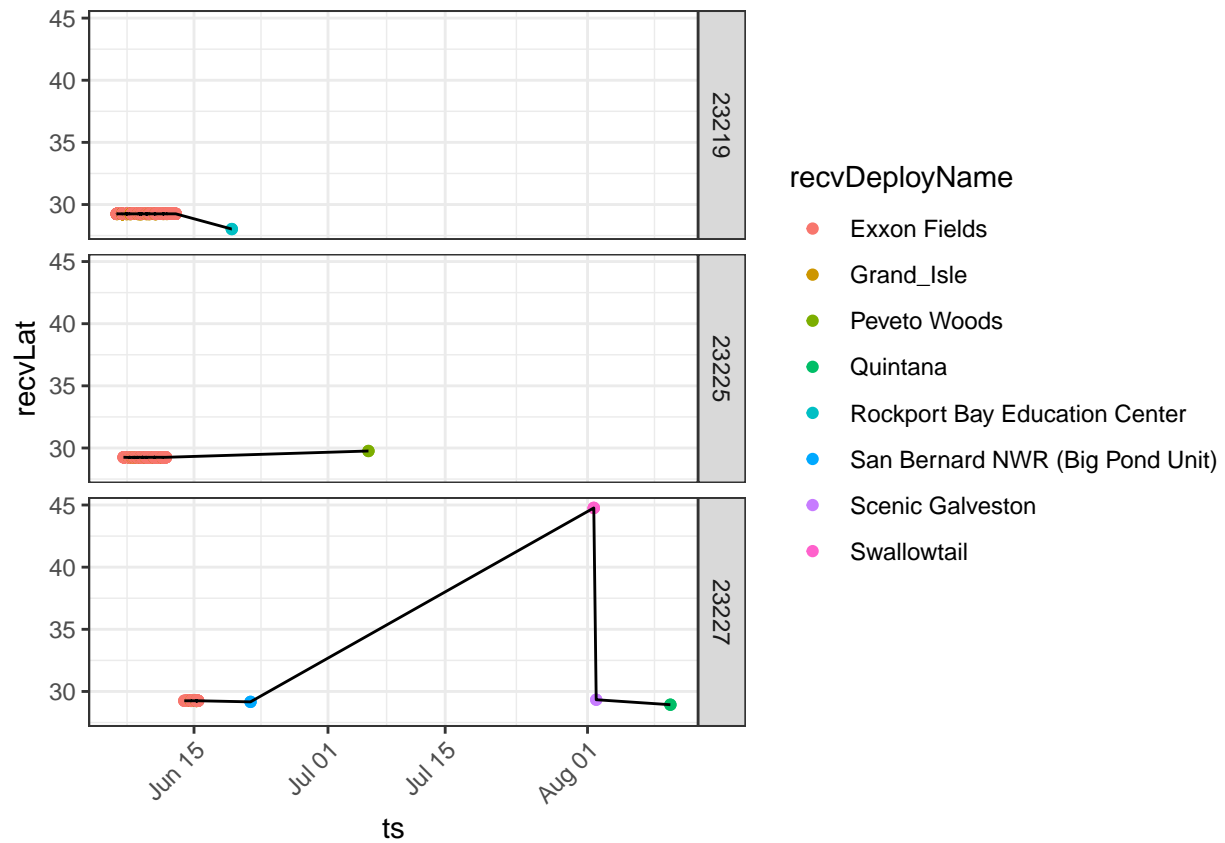 45
40
35
30
23219
45
40
35
30
23225
45
40
35
30
23227
recvLat
Jun 15
Jul 01
Jul 15
Aug 01
ts
recvDeployName
Exxon Fields
Grand_Isle
Peveto Woods
Quintana
Rockport Bay Education Center
San Bernard NWR (Big Pond Unit)
Scenic Galveston
Swallowtail